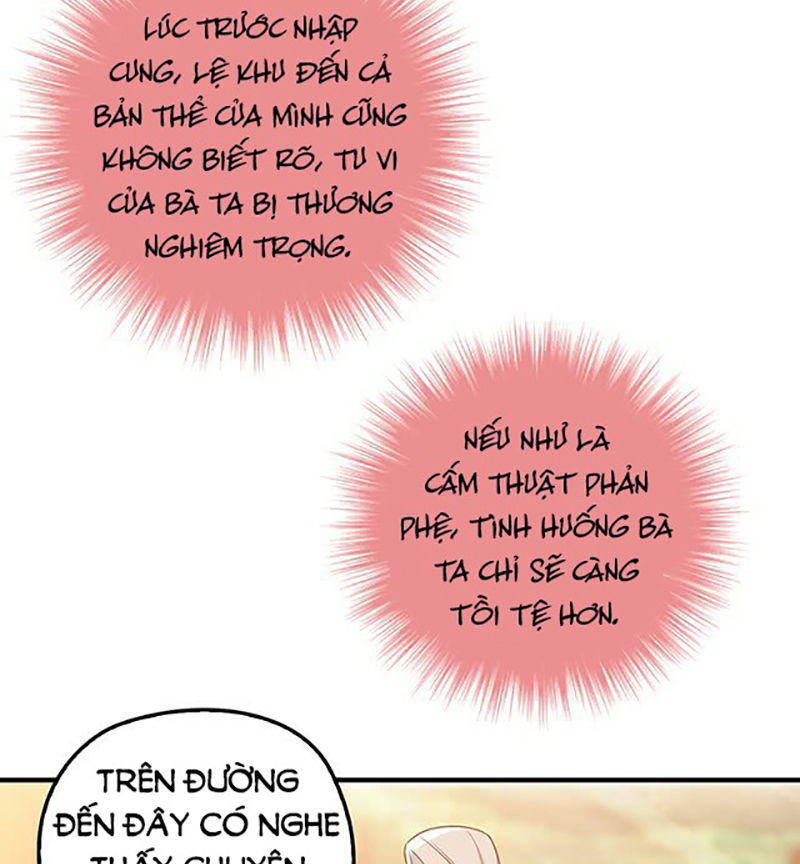 LÚC TRƯỚC NHẬP
CUNG, LỆ KHU ĐẾN CẢ
BẢN THỂ CỦA MÌNH CŨNG
KHÔNG BIẾT RÕ, TU VI
CỦA BÀ TA BỊ THƯƠNG
NGHIÊM TRỌNG.
NẾU NHƯ LÀ
CẤM THUẬT PHẢN
PHỆ, TÌNH HUỐNG BÀ
TA CHỈ SẼ CÀNG
TỒI TỆ HƠN.
TRÊN ĐƯỜNG
ĐẾN ĐÂY CÓ NGHE
THẤY CHUYỆN